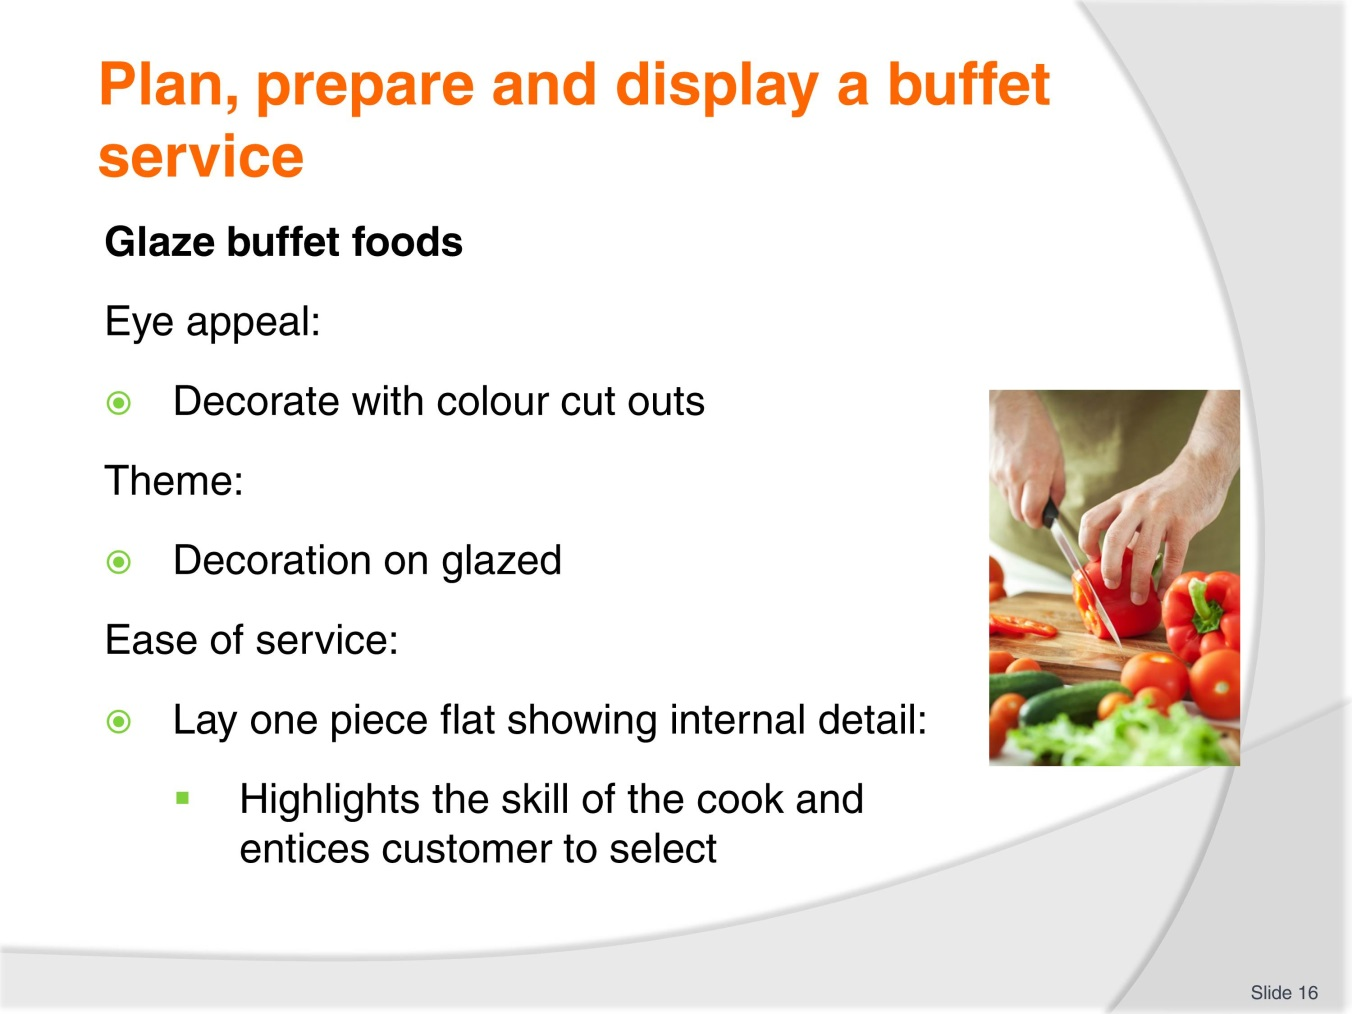 Plan, prepare and display a buffet
service
Glaze buffet foods
Eye appeal:
Decorate with colour cut outs
Theme:
Decoration on glazed
Ease of service:
Lay one piece flat showing internal detail:
Highlights the skill of the cook and
entices customer to select
Slide 16